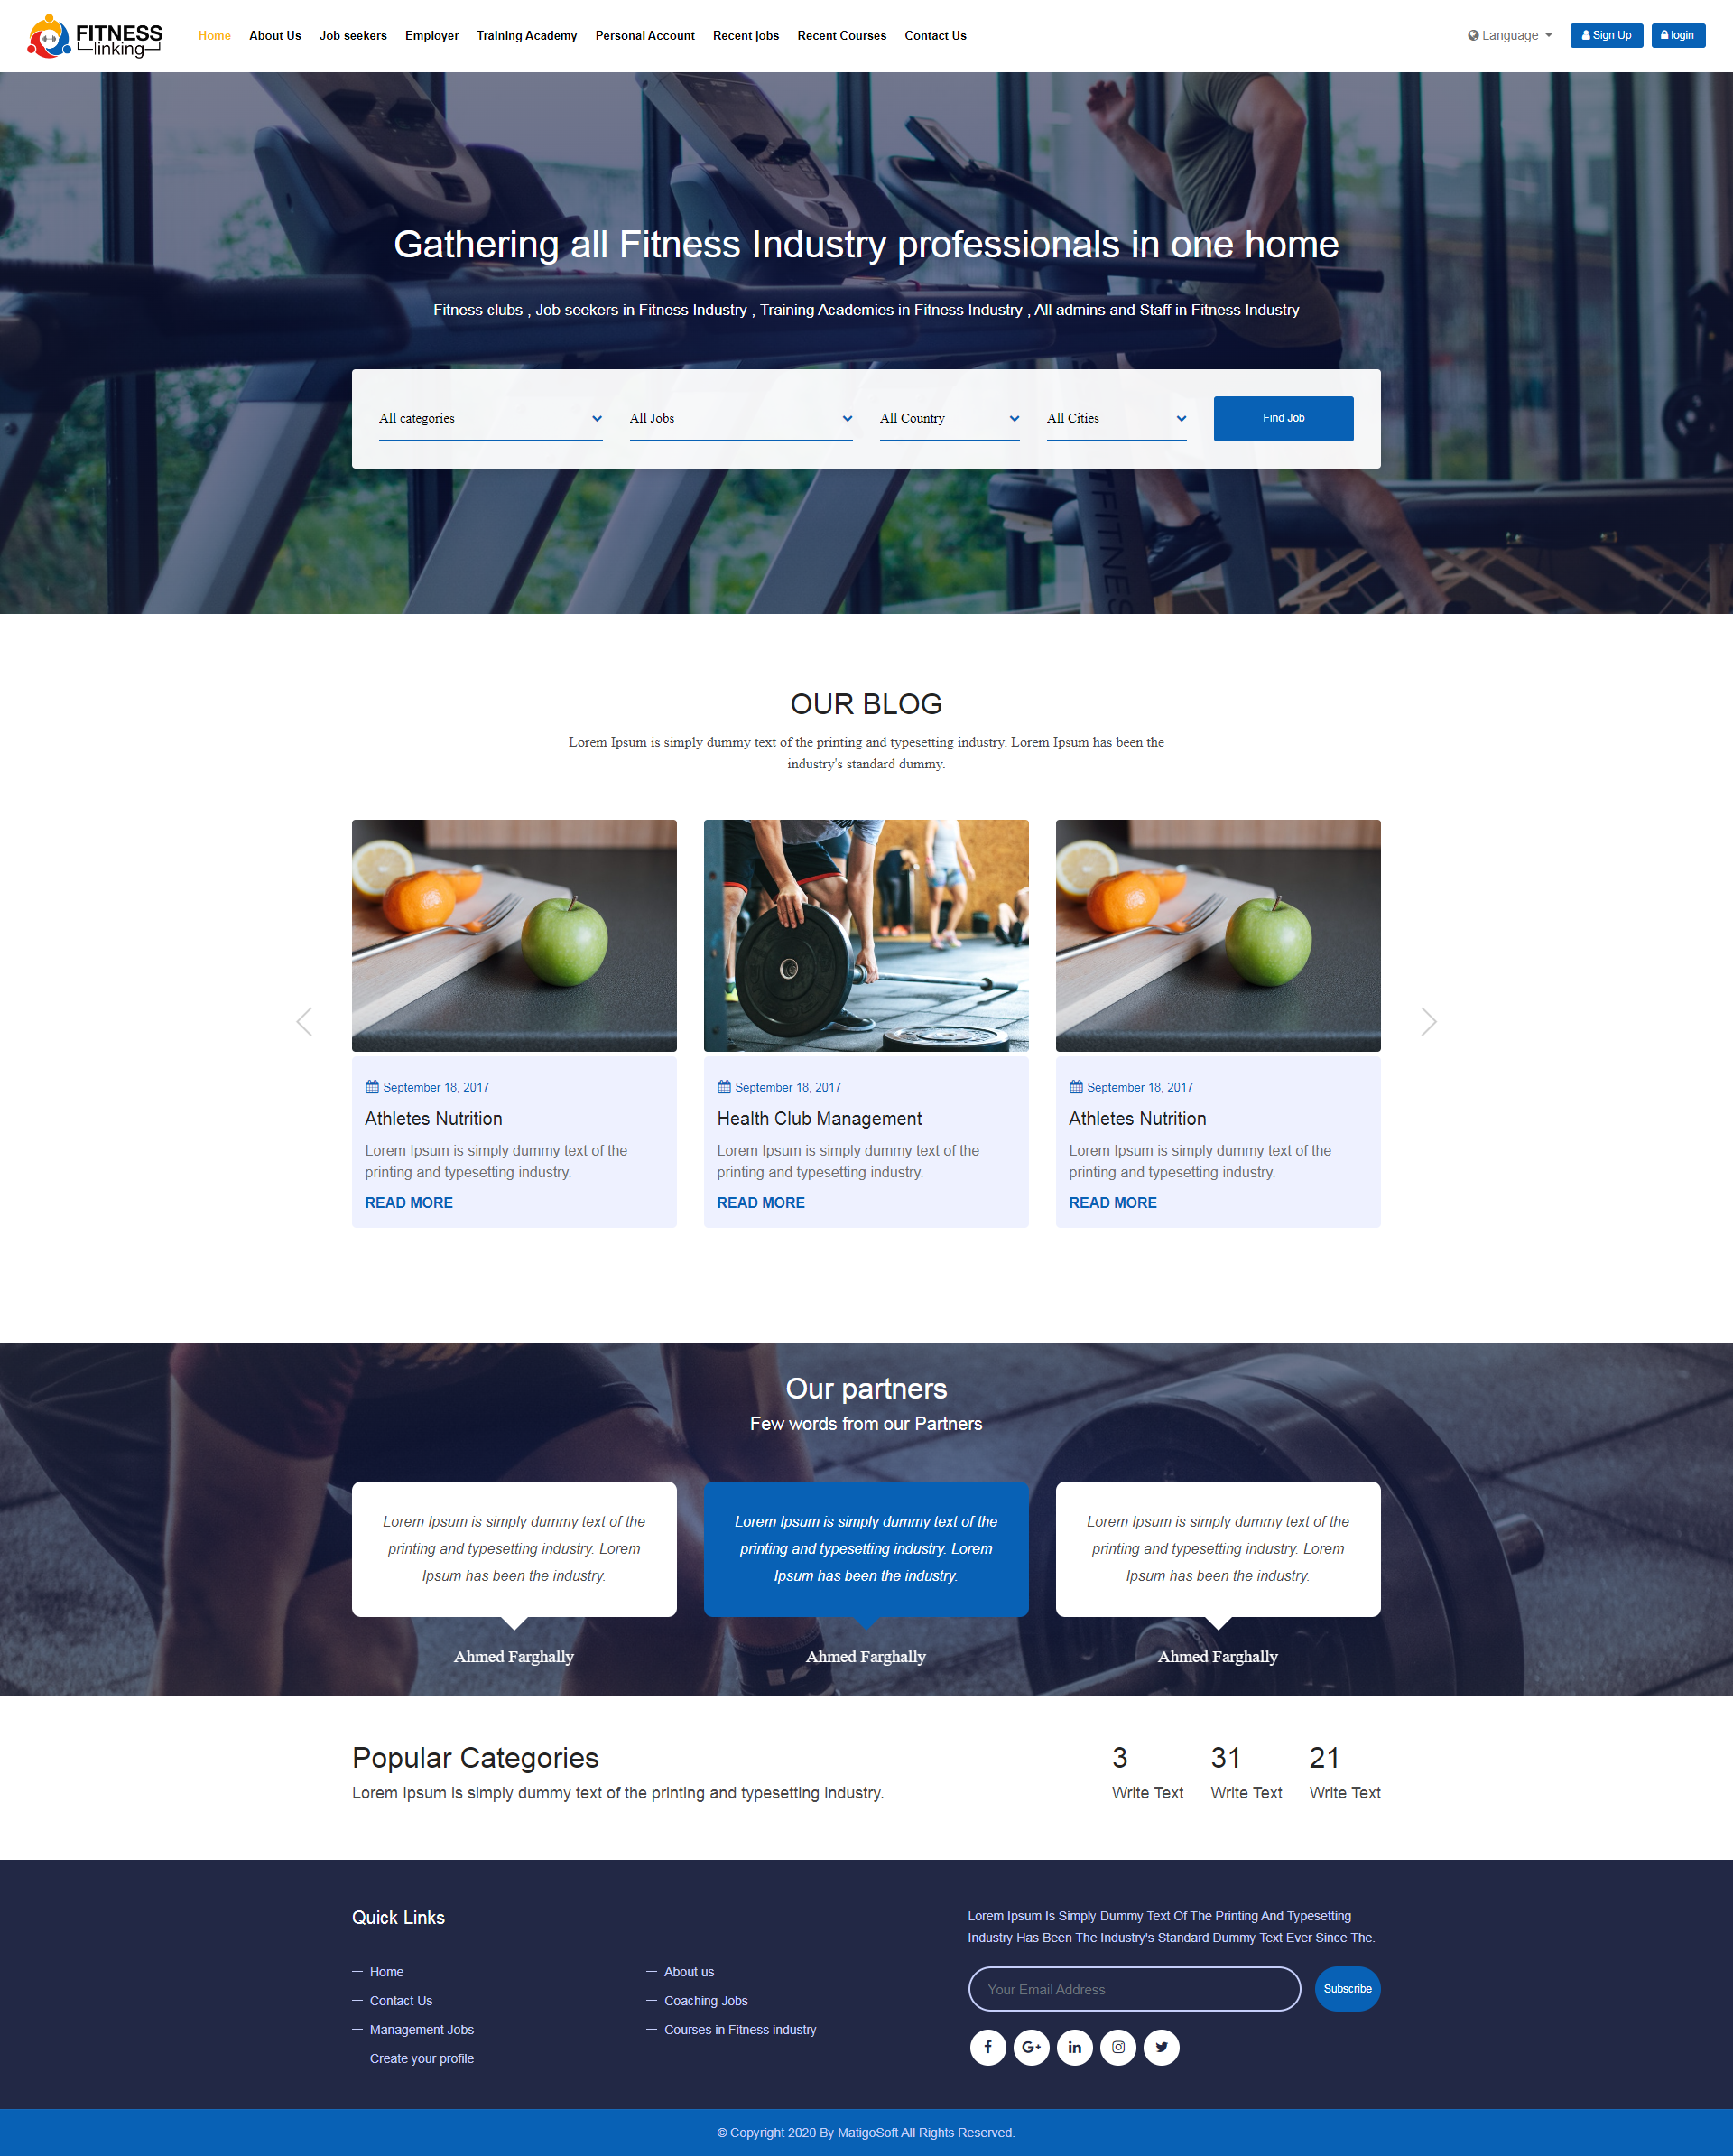 FITNESS
linking
Home About Us Job seekers Employer Training Academy Personal Account Recent jobs Recent Courses Contact Us
Language Sign Up login
Gathering all Fitness Industry professionals in one home
Fitness clubs , Job seekers in Fitness Industry , Training Academies in Fitness Industry , All admins and Staff in Fitness Industry
All categories All Jobs All Country All Cities Find Job
FITNESS
OUR BLOG
Lorem Ipsum is simply dummy text of the printing and typesetting industry. Lorem Ipsum has been the
industry's standard dummy.
September 18, 2017
Athletes Nutrition
Lorem Ipsum is simply dummy text of the
printing and typesetting industry.
READ MORE
September 18, 2017
Health Club Management
Lorem Ipsum is simply dummy text of the
printing and typesetting industry.
READ MORE
September 18, 2017
Athletes Nutrition
Lorem Ipsum is simply dummy text of the
printing and typesetting industry.
READ MORE
Our partners
Few words from our Partners
Lorem Ipsum is simply dummy text of the
printing and typesetting industry. Lorem
Ipsum has been the industry.
Ahmed Farghally
Lorem Ipsum is simply dummy text of the
printing and typesetting industry. Lorem
Ipsum has been the industry.
Ahmed Farghally
Lorem Ipsum is simply dummy text of the
printing and typesetting industry. Lorem
Ipsum has been the industry.
Ahmed Farghally
Popular Categories
Lorem Ipsum is simply dummy text of the printing and typesetting industry.
3
Write Text
31
Write Text
21
Write Text
Quick Links
Home
Contact Us
Management Jobs
Create your profile
About us
Coaching Jobs
Courses in Fitness industry
Lorem Ipsum Is Simply Dummy Text Of The Printing And Typesetting
Industry Has Been The Industry's Standard Dummy Text Ever Since The.
Your Email Address Subscribe
© Copyright 2020 By MatigoSoft All Rights Reserved.